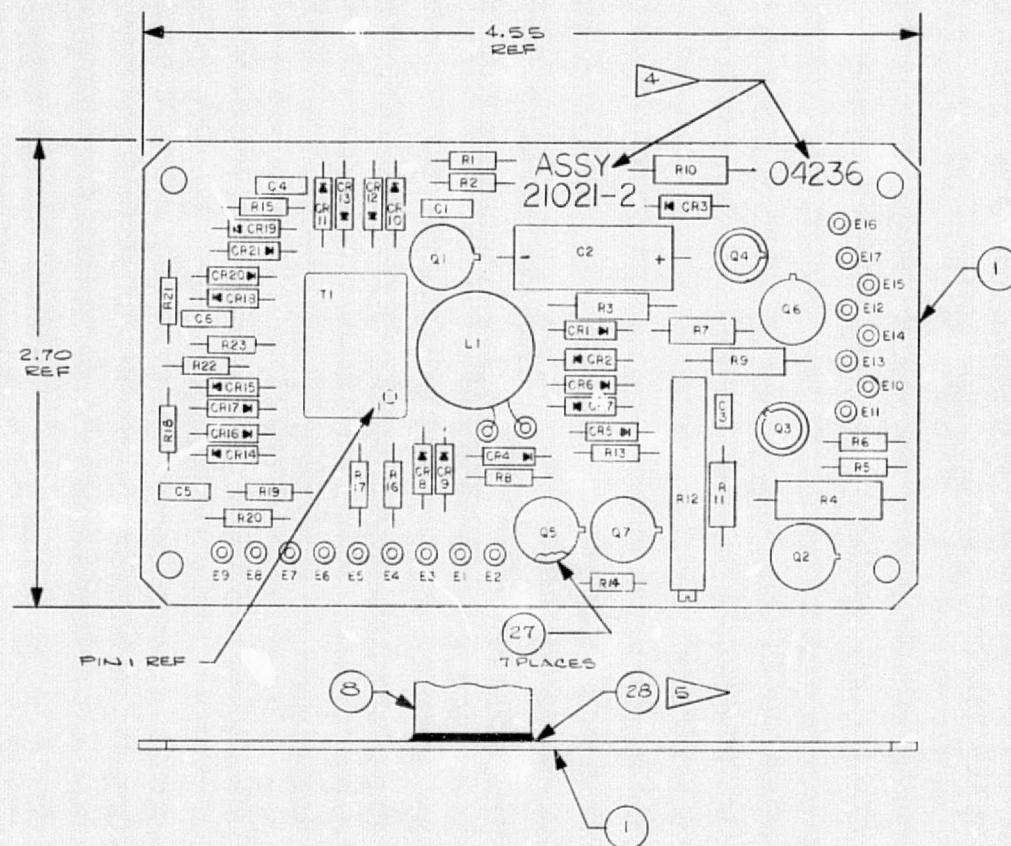 4.55
REF
4
ASSY
21021-2
04236
R1
R2
R10
C4
R15
CR19
CR21
CR11
CR13
CR12
CR10
C1
CR3
E16
Q1
- C2 +
Q4
E17
E15
1
CR20
CR18
T1
R21
C6
R3
Q6
E12
CR1
R7
E14
2.70
REF
R23
L1
R22
CR2
R9
E13
CR15
CR6
E10
CR17
CR7
C3
E11
R18
CR16
CR5
Q3
CR14
CR4
R13
R6
R17
R16
CR8
CR9
R8
R5
C5
R19
R12
R11
R4
R20
Q5
Q7
Q2
E9
E8
E7
E6
E5
E4
E3
E1
E2
R14
27
PIN 1 REF
7 PLACES
8
28
5
1